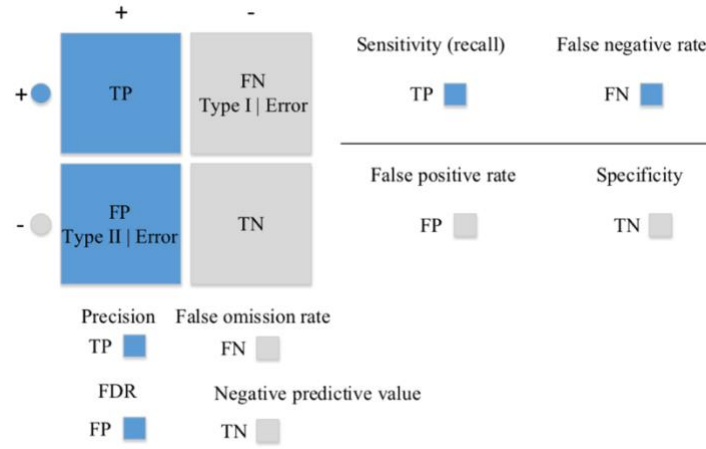 + -
Sensitivity (recall) False negative rate
+ TP FN
Type I | Error
TP FN
False positive rate Specificity
- FP
Type II | Error TN
FP TN
Precision False omission rate
TP FN
FDR Negative predictive value
FP TN